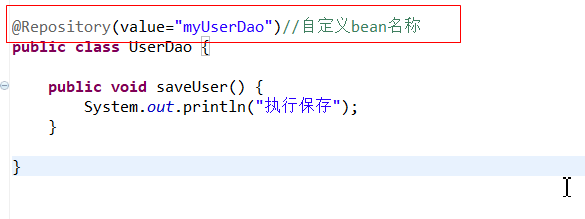 @Repository(value="myUserDao")//自定义bean名称
public class UserDao {
public void saveUser() {
System.out.println("执行保存");
}
}